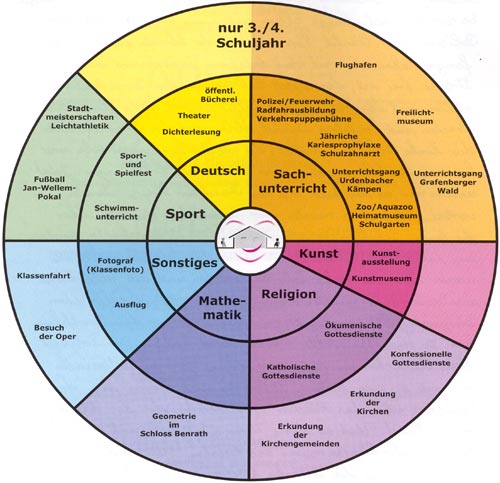 nur 3./4.
Schuljahr
Flughafen
Freilicht-
museum
Unterrichtsgang
Grafenberger
Wald
Stadt-
meisterschaften
Leichtathletik
Fußball
Jan-Wellem-
Pokal
öffentl.
Bücherei
Theater
Dichterlesung
Deutsch
Polizei/Feuerwehr
Radfahrausbildung
Verkehrspuppenbühne
Jährliche
Kariesprophylaxe
Schulzahnarzt
Unterrichtsgang
Urdenbacher
Kämpen
Zoo/Aquazoo
Heimatmuseum
Schulgarten
Sach-
unterricht
Sport-
und
Spielfest
Schwimm-
unterricht
Sport
Kunst
Kunst-
ausstellung
Kunstmuseum
Sonstiges
Fotograf
(Klassenfoto)
Ausflug
Klassenfahrt
Besuch
der Oper
Mathe-
matik
Geometrie
im
Schloss Benrath
Religion
Ökumenische
Gottesdienste
Katholische
Gottesdienste
Konfessionelle
Gottesdienste
Erkundung
der
Kirchen
Erkundung
der
Kirchengemeinden